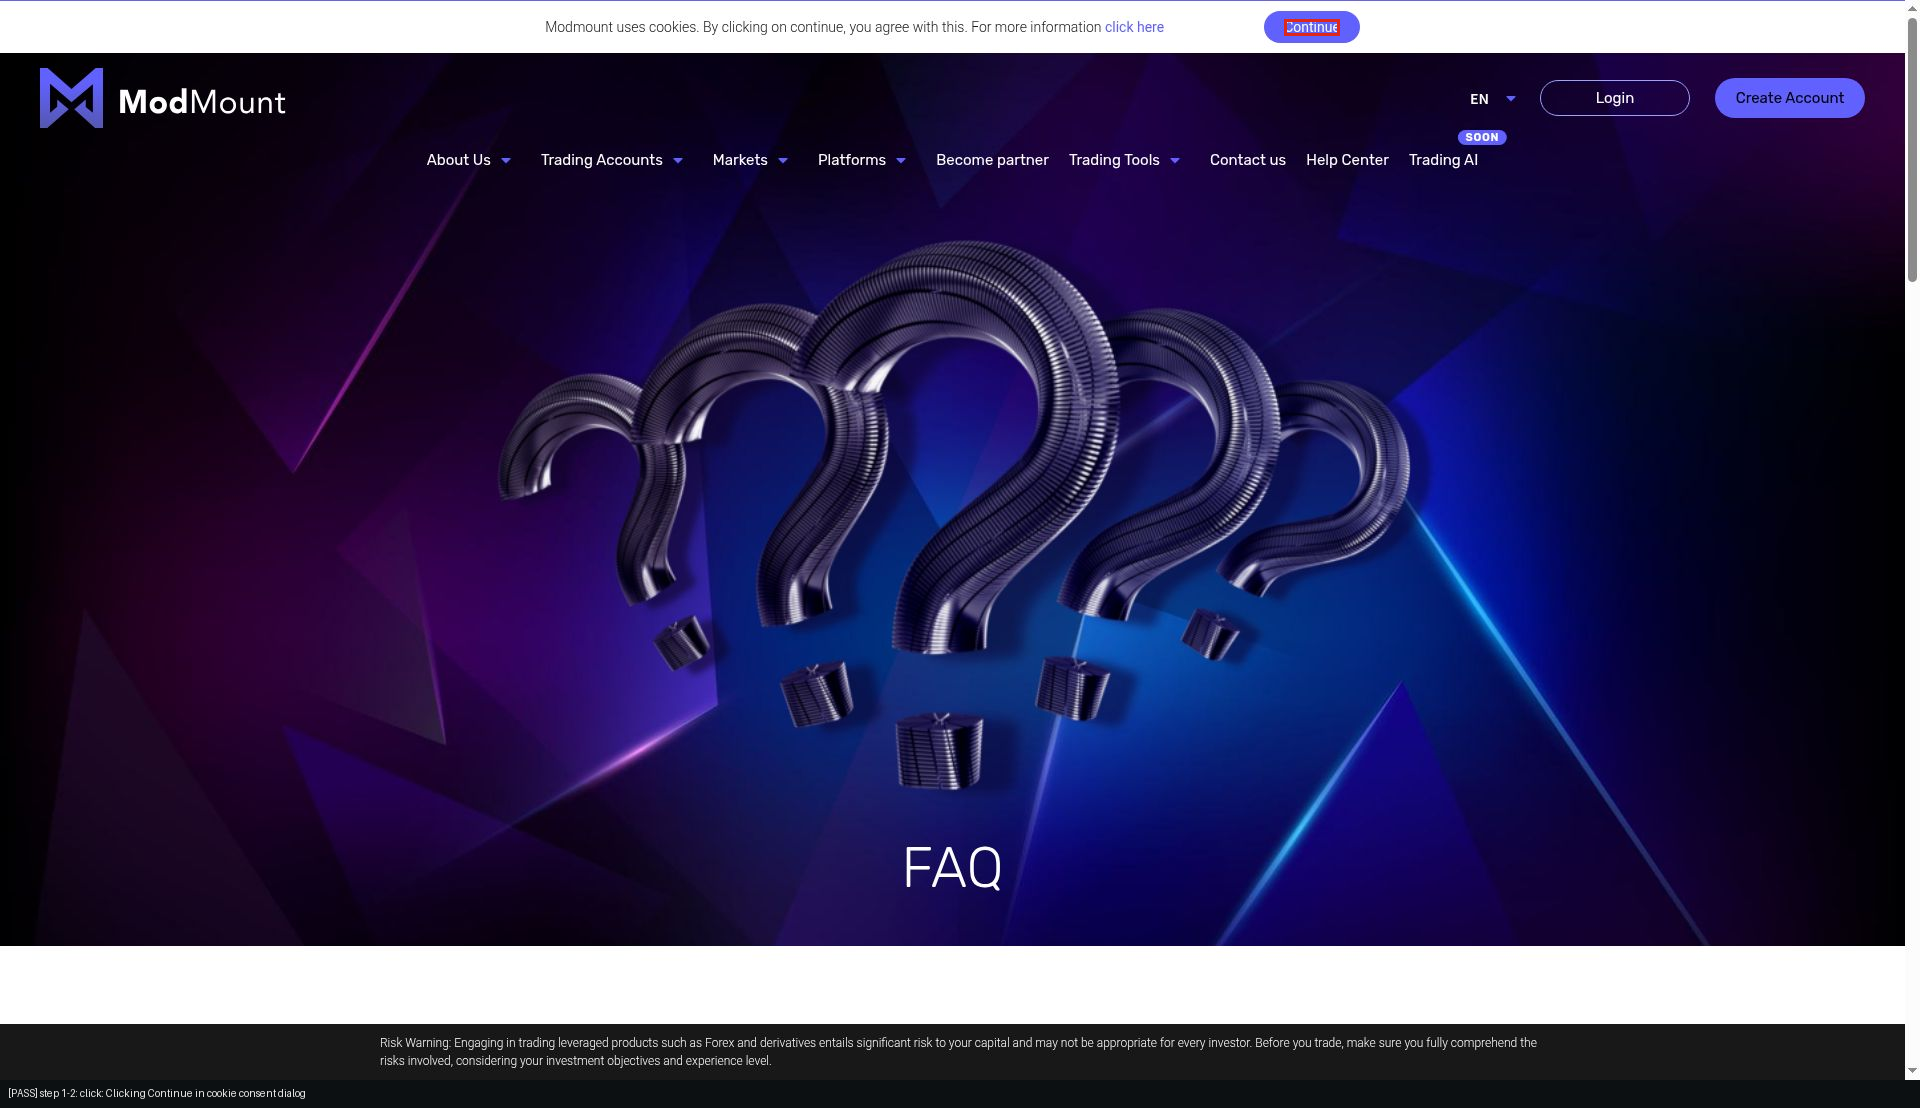 Modmount uses cookies. By clicking on continue, you agree with this. For more information click here
Continue
ModMount
EN
Login
Create Account
SOON
About Us
Trading Accounts
Markets
Platforms
Become partner
Trading Tools
Contact us
Help Center
Trading AI
FAQ
Risk Warning: Engaging in trading leveraged products such as Forex and derivatives entails significant risk to your capital and may not be appropriate for every investor. Before you trade, make sure you fully comprehend the
risks involved, considering your investment objectives and experience level.
[PASS] step 1-2: click: Clicking Continue in cookie consent dialog